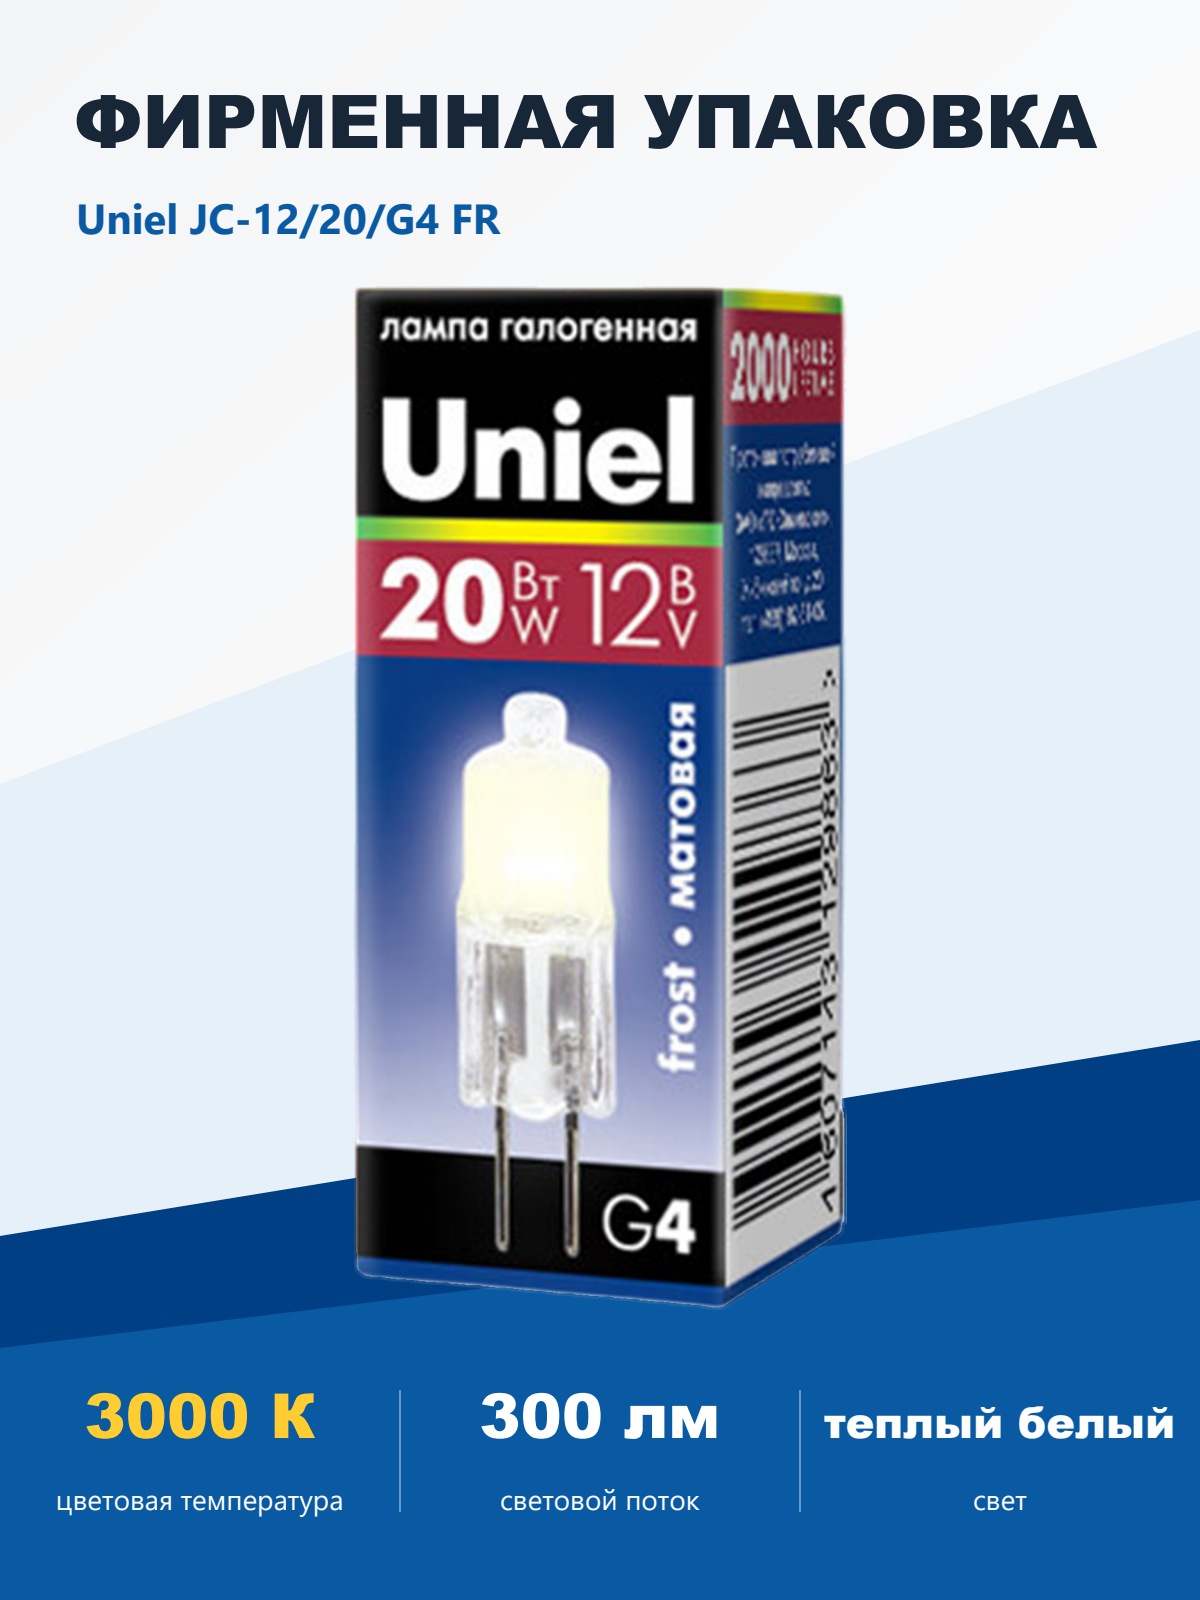 ФИРМЕННАЯ УПАКОВКА
Uniel JC-12/20/G4 FR
лампа галогенная
Uniel
20 Вт W 12 В V
frost • матовая
G4
2000
3000 К
цветовая температура
300 лм
световой поток
теплый белый
свет